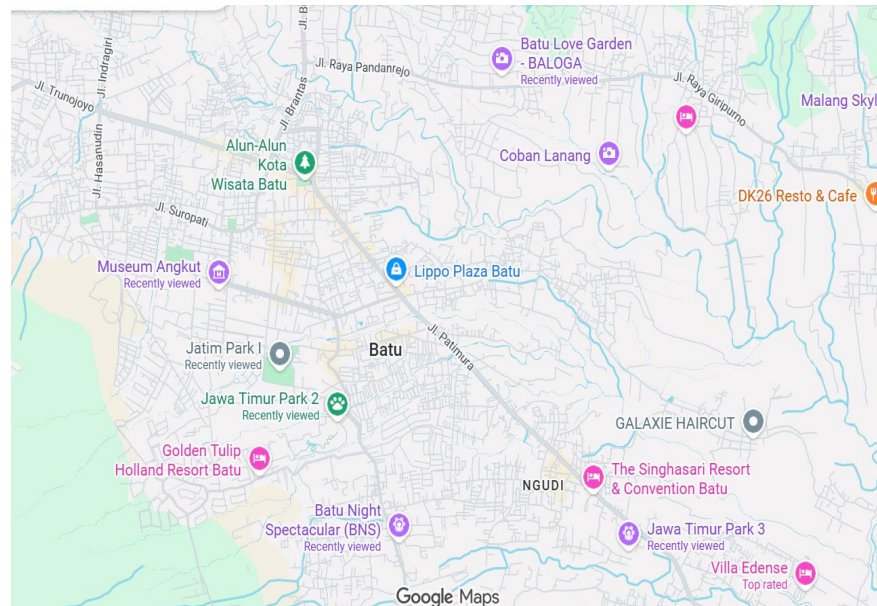 Jl. Indragiri
Jl. Trunojoyo
Jl. Hasanudin
Jl. B
Jl. Brantas
Jl. Raya Pandanrejo
Batu Love Garden
- BALOGA
Recently viewed
Jl. Raya Giripurno
Malang Skyl
Alun-Alun
Kota
Wisata Batu
Coban Lanang
DK26 Resto & Cafe
Jl. Suropati
Museum Angkut
Recently viewed
Lippo Plaza Batu
Jl. Patimura
Jatim Park I
Recently viewed
Batu
Jawa Timur Park 2
Recently viewed
GALAXIE HAIRCUT
Golden Tulip
Holland Resort Batu
NGUDI
The Singhasari Resort
& Convention Batu
Batu Night
Spectacular (BNS)
Recently viewed
Jawa Timur Park 3
Recently viewed
Villa Edense
Top rated
Google Maps